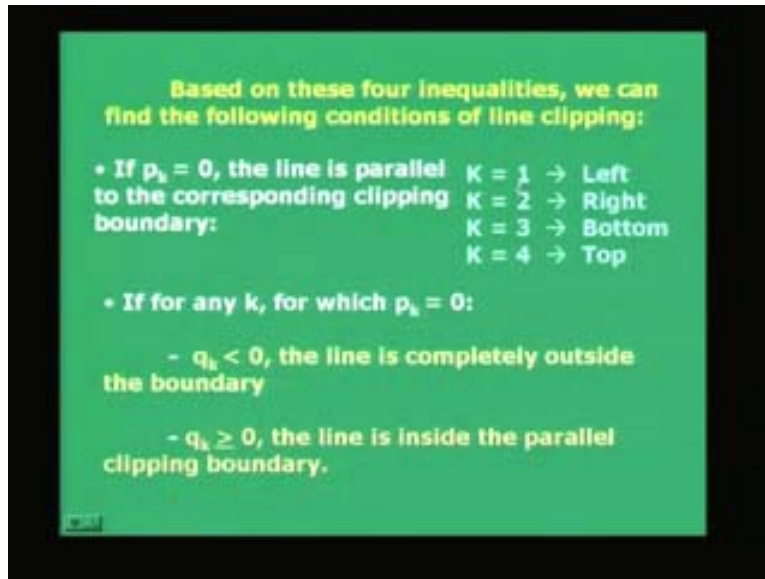 Based on these four inequalities, we can
find the following conditions of line clipping:
• If pₖ = 0, the line is parallel
to the corresponding clipping
boundary:
K = 1 → Left
K = 2 → Right
K = 3 → Bottom
K = 4 → Top
• If for any k, for which pₖ = 0:
- qₖ < 0, the line is completely outside
the boundary
- qₖ ≥ 0, the line is inside the parallel
clipping boundary.